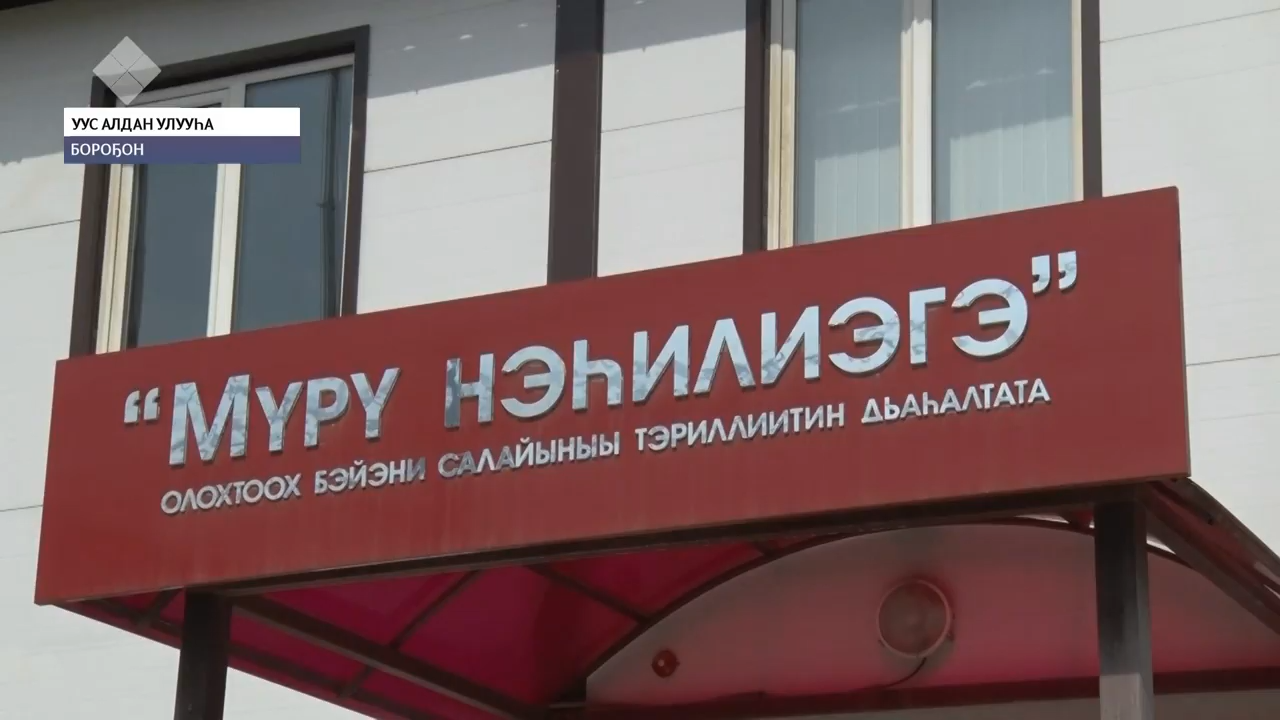 УУС АЛДАН УЛУУҺА
БОРОҔОН
“МҮРҮ НЭҺИЛИЭГЭ”
ОЛОХТООХ БЭЙЭНИ САЛАЙЫНЫЫ ТЭРИЛЛИИТИН ДЬАҺАЛТАТА